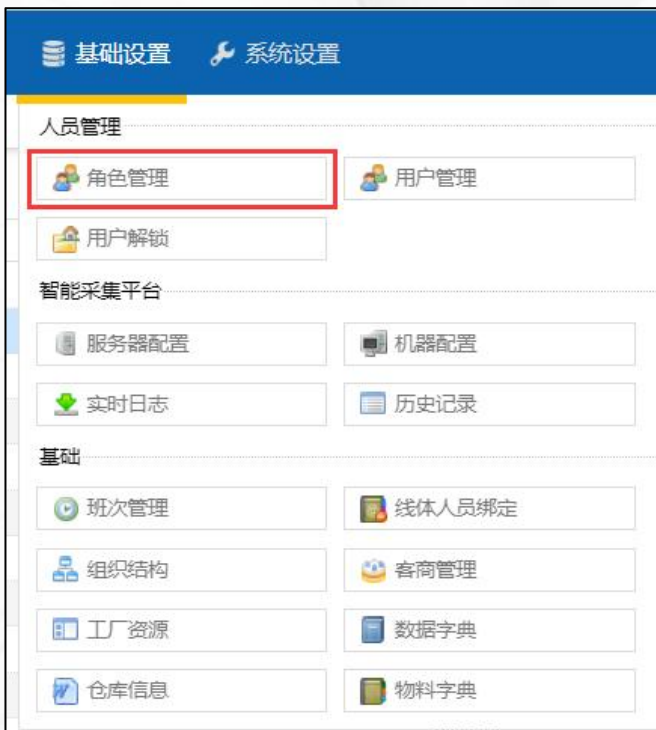 基础设置 系统设置
人员管理
角色管理 用户管理
用户解锁
智能采集平台
服务器配置 机器配置
实时日志 历史记录
基础
班次管理 线体人员绑定
组织结构 客商管理
工厂资源 数据字典
仓库信息 物料字典